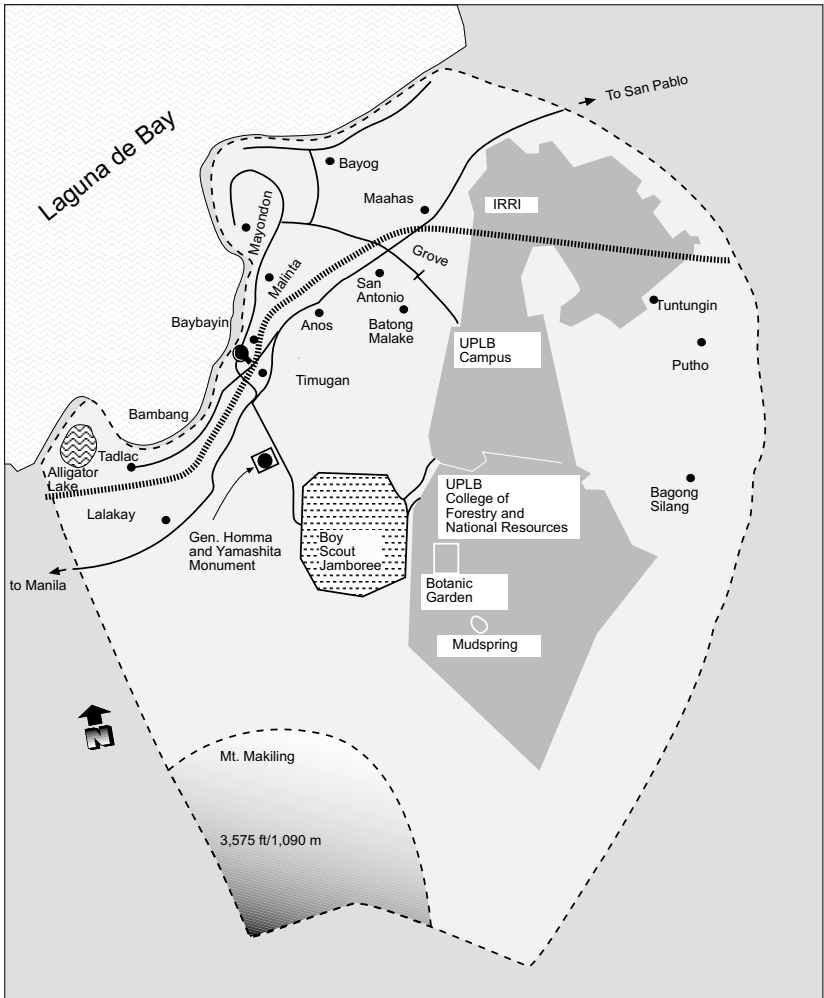 To San Pablo
Laguna de Bay
Bayog
Maahas
IRRI
Mayondon
Grove
Malinta
San
Antonio
Tuntungin
Baybayin
Anos
Batong
Malake
UPLB
Campus
Putho
Timugan
Bambang
Tadlac
Alligator
Lake
Lalakay
UPLB
College of
Forestry and
National Resources
Bagong
Silang
Gen. Homma
and Yamashita
Monument
Boy
Scout
Jamboree
to Manila
Botanic
Garden
Mudspring
N
Mt. Makiling
3,575 ft/1,090 m